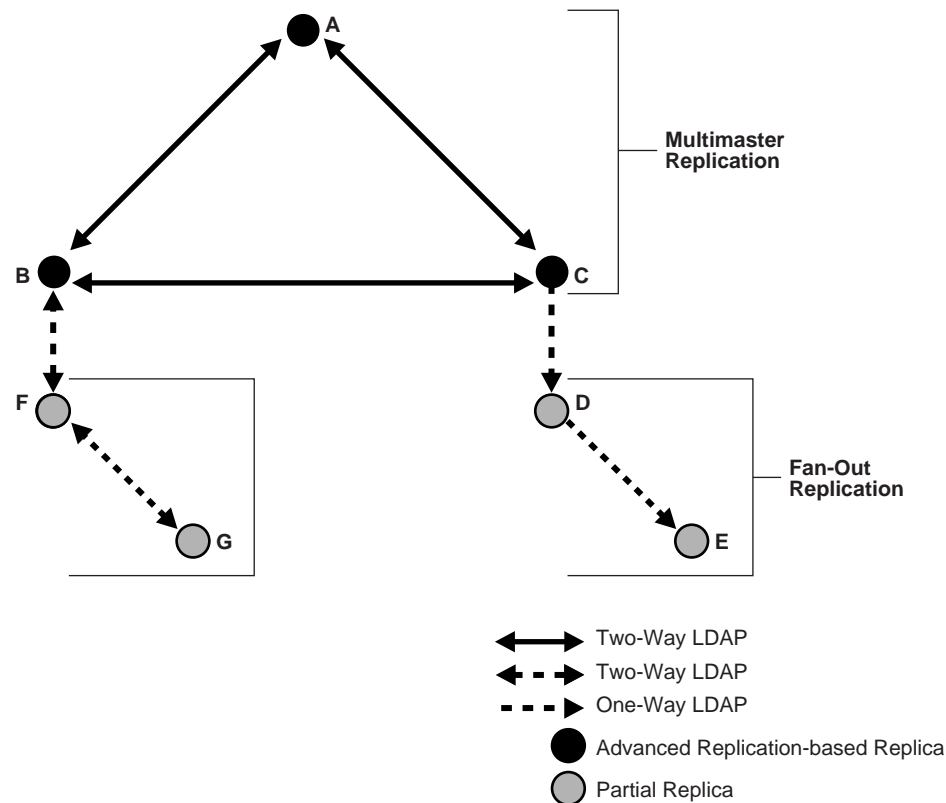 A
Multimaster
Replication
B
C
F
D
Fan-Out
Replication
G
E
Two-Way LDAP
Two-Way LDAP
One-Way LDAP
Advanced Replication-based Replica
Partial Replica